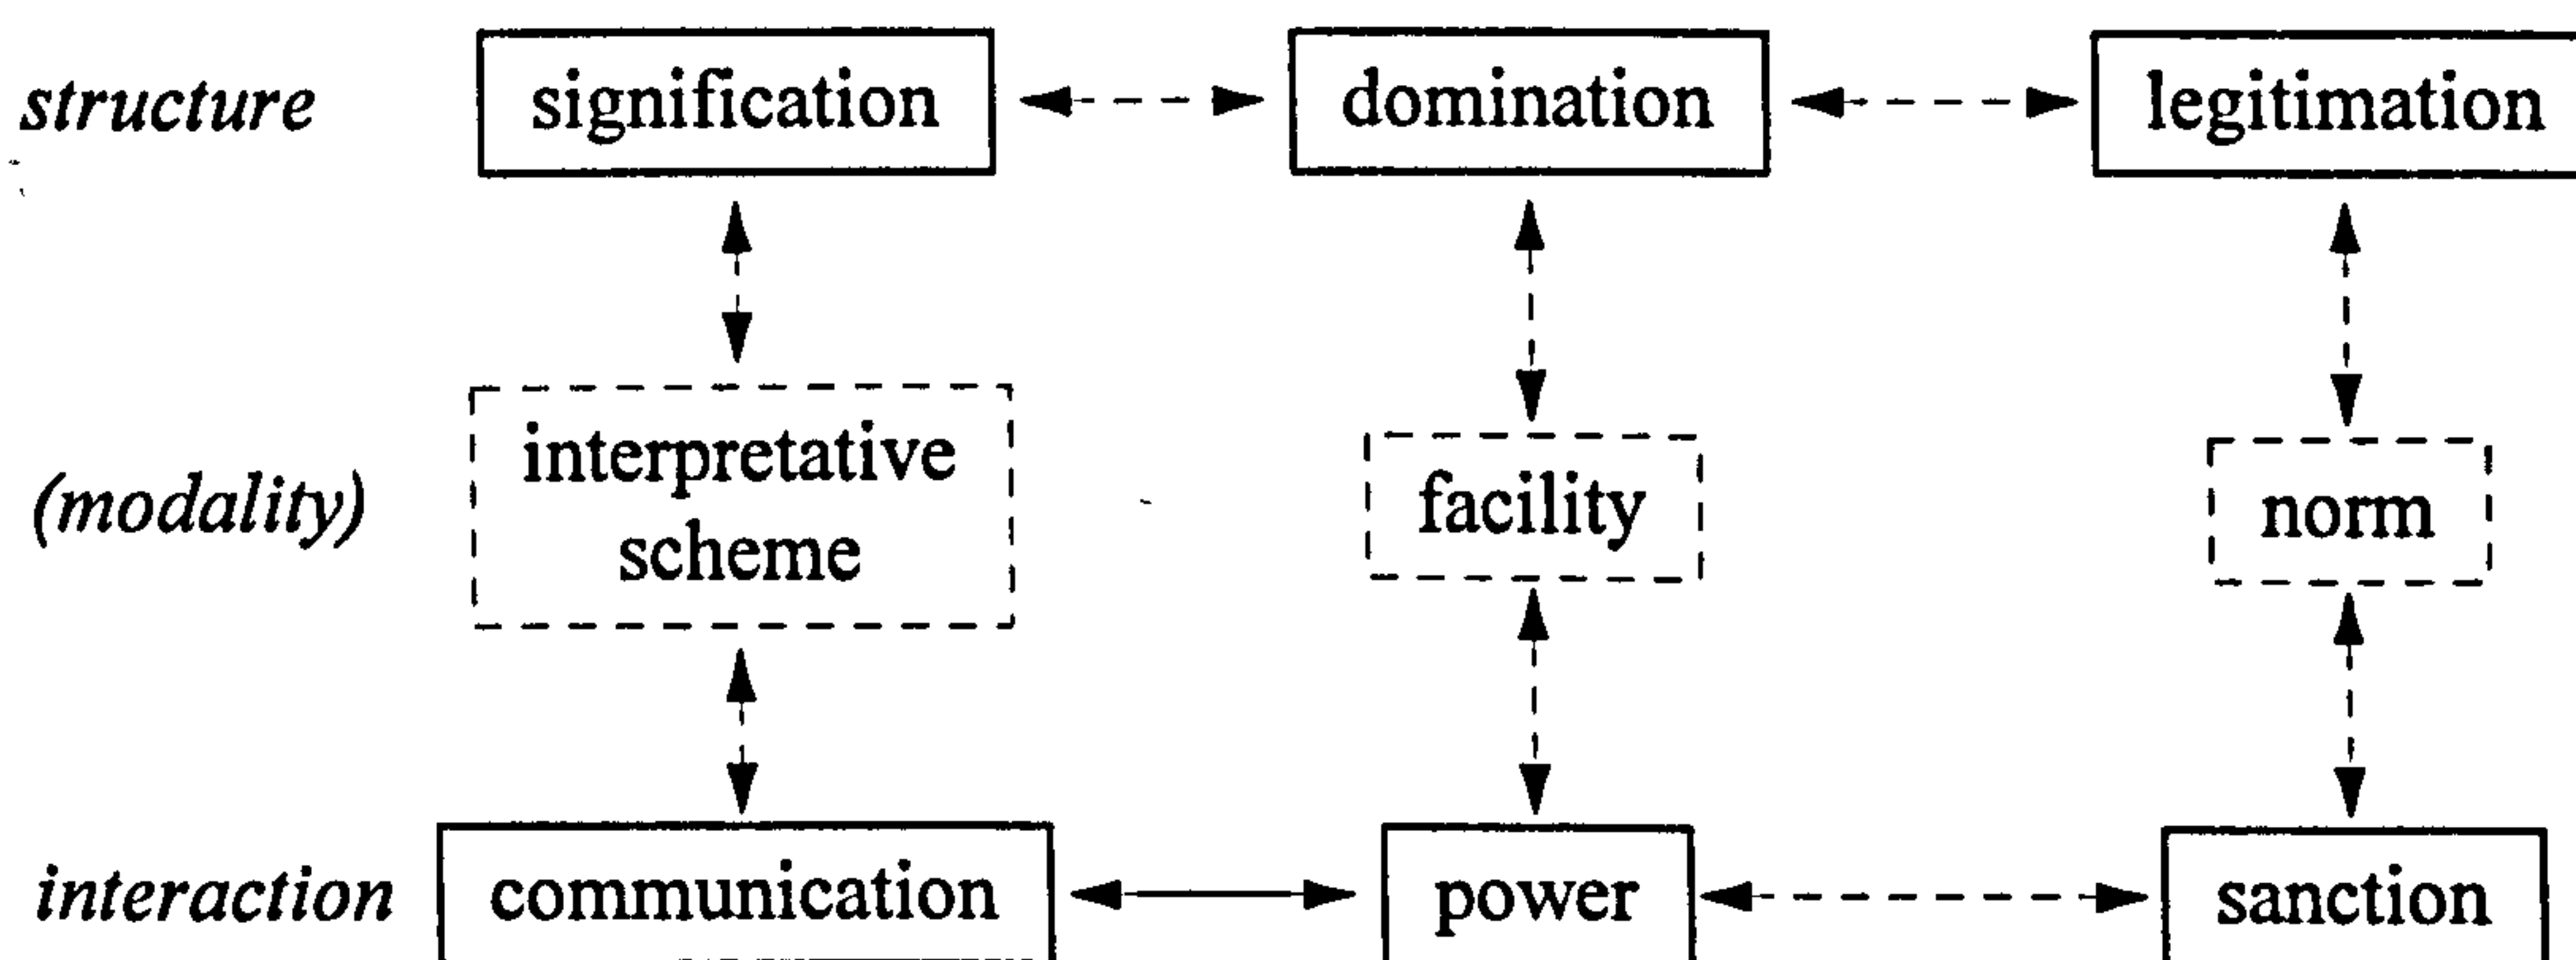 structure signification domination legitimation
(modality) interpretative scheme facility norm
interaction communication power sanction